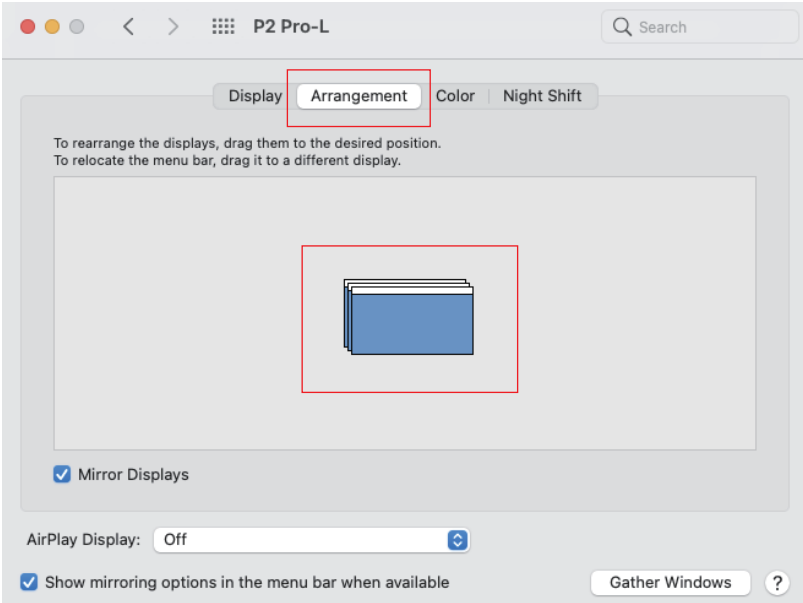 P2 Pro-L
Search
Display Arrangement Color Night Shift
To rearrange the displays, drag them to the desired position.
To relocate the menu bar, drag it to a different display.
Mirror Displays
AirPlay Display: Off
Show mirroring options in the menu bar when available
Gather Windows ?